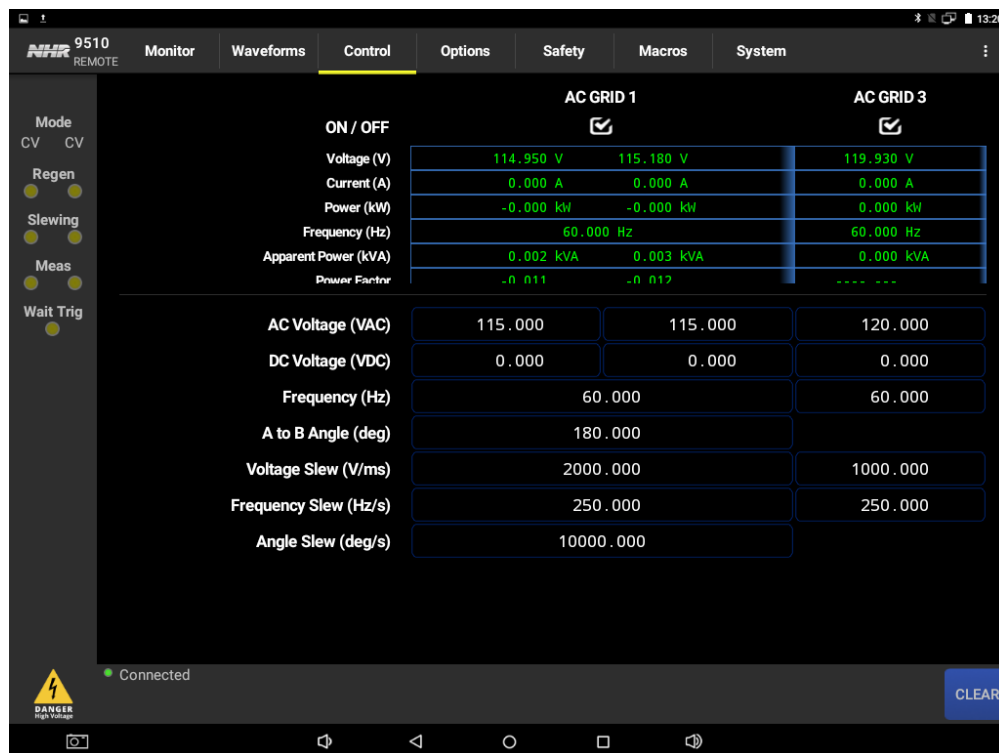 13:20
NHR 9510
REMOTE
Monitor Waveforms Control Options Safety Macros System
AC GRID 1 AC GRID 3
ON / OFF
Mode
CV CV
Regen
Slewing
Meas
Wait Trig
Voltage (V) 114.950 V 115.180 V 119.930 V
Current (A) 0.000 A 0.000 A 0.000 A
Power (kW) -0.000 kW -0.000 kW 0.000 kW
Frequency (Hz) 60.000 Hz 60.000 Hz
Apparent Power (kVA) 0.002 kVA 0.003 kVA 0.000 kVA
Power Factor -0.011 -0.012 ---- ---
AC Voltage (VAC) 115.000 115.000 120.000
DC Voltage (VDC) 0.000 0.000 0.000
Frequency (Hz) 60.000 60.000
A to B Angle (deg) 180.000
Voltage Slew (V/ms) 2000.000 1000.000
Frequency Slew (Hz/s) 250.000 250.000
Angle Slew (deg/s) 10000.000
Connected
DANGER
High Voltage
CLEAR